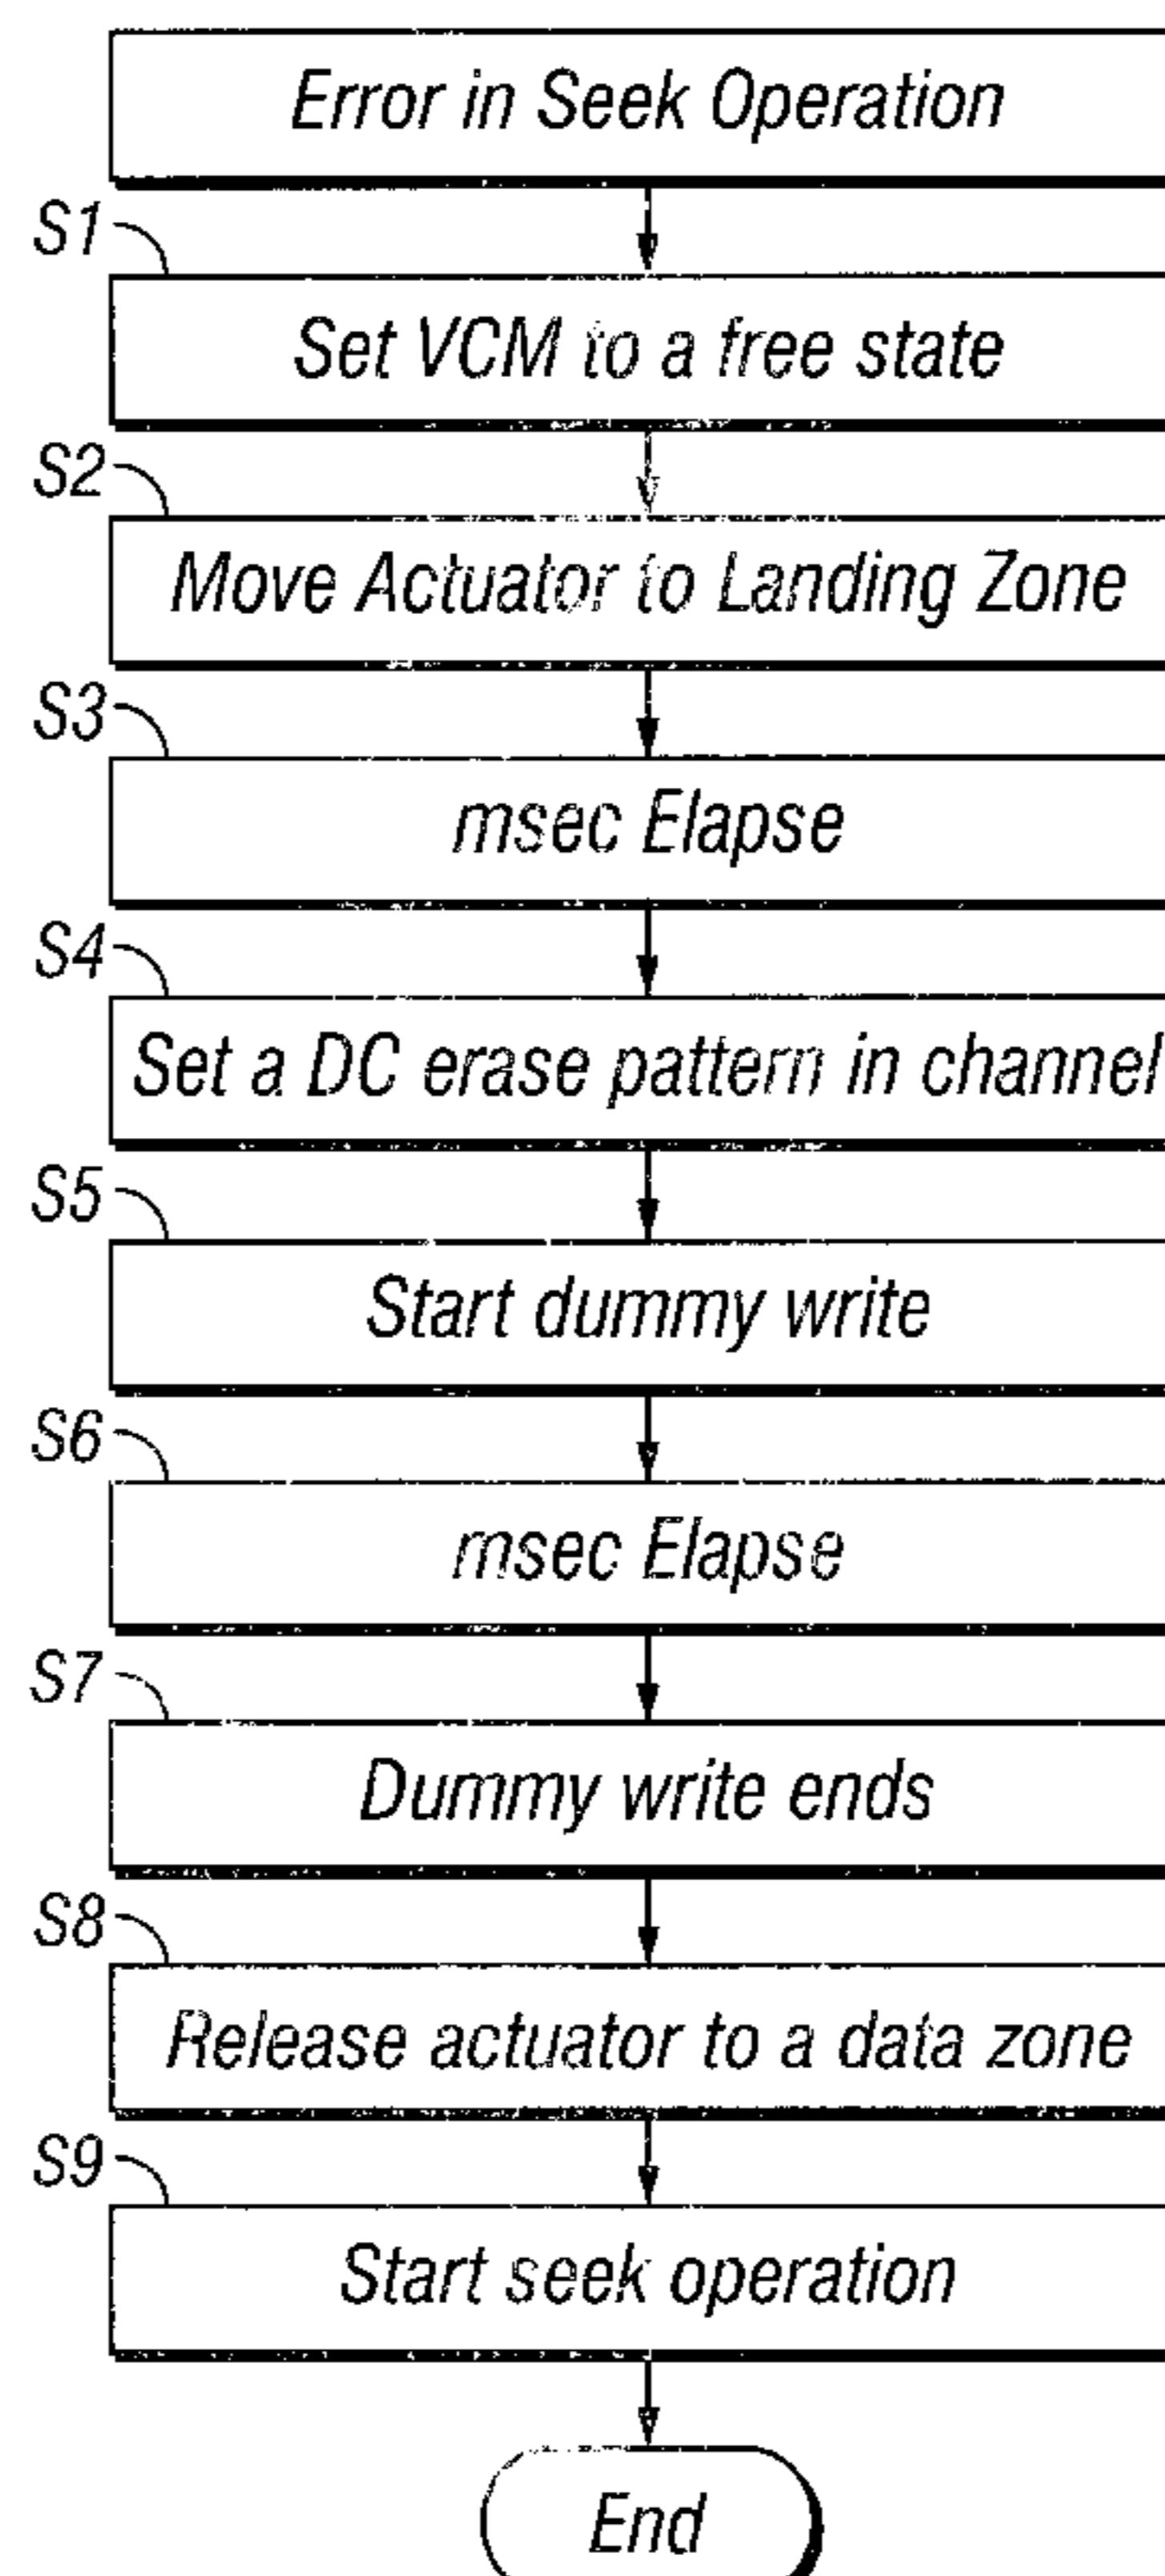 Error in Seek Operation
S1
Set VCM to a free state
S2
Move Actuator to Landing Zone
S3
msec Elapse
S4
Set a DC erase pattern in channel
S5
Start dummy write
S6
msec Elapse
S7
Dummy write ends
S8
Release actuator to a data zone
S9
Start seek operation
End